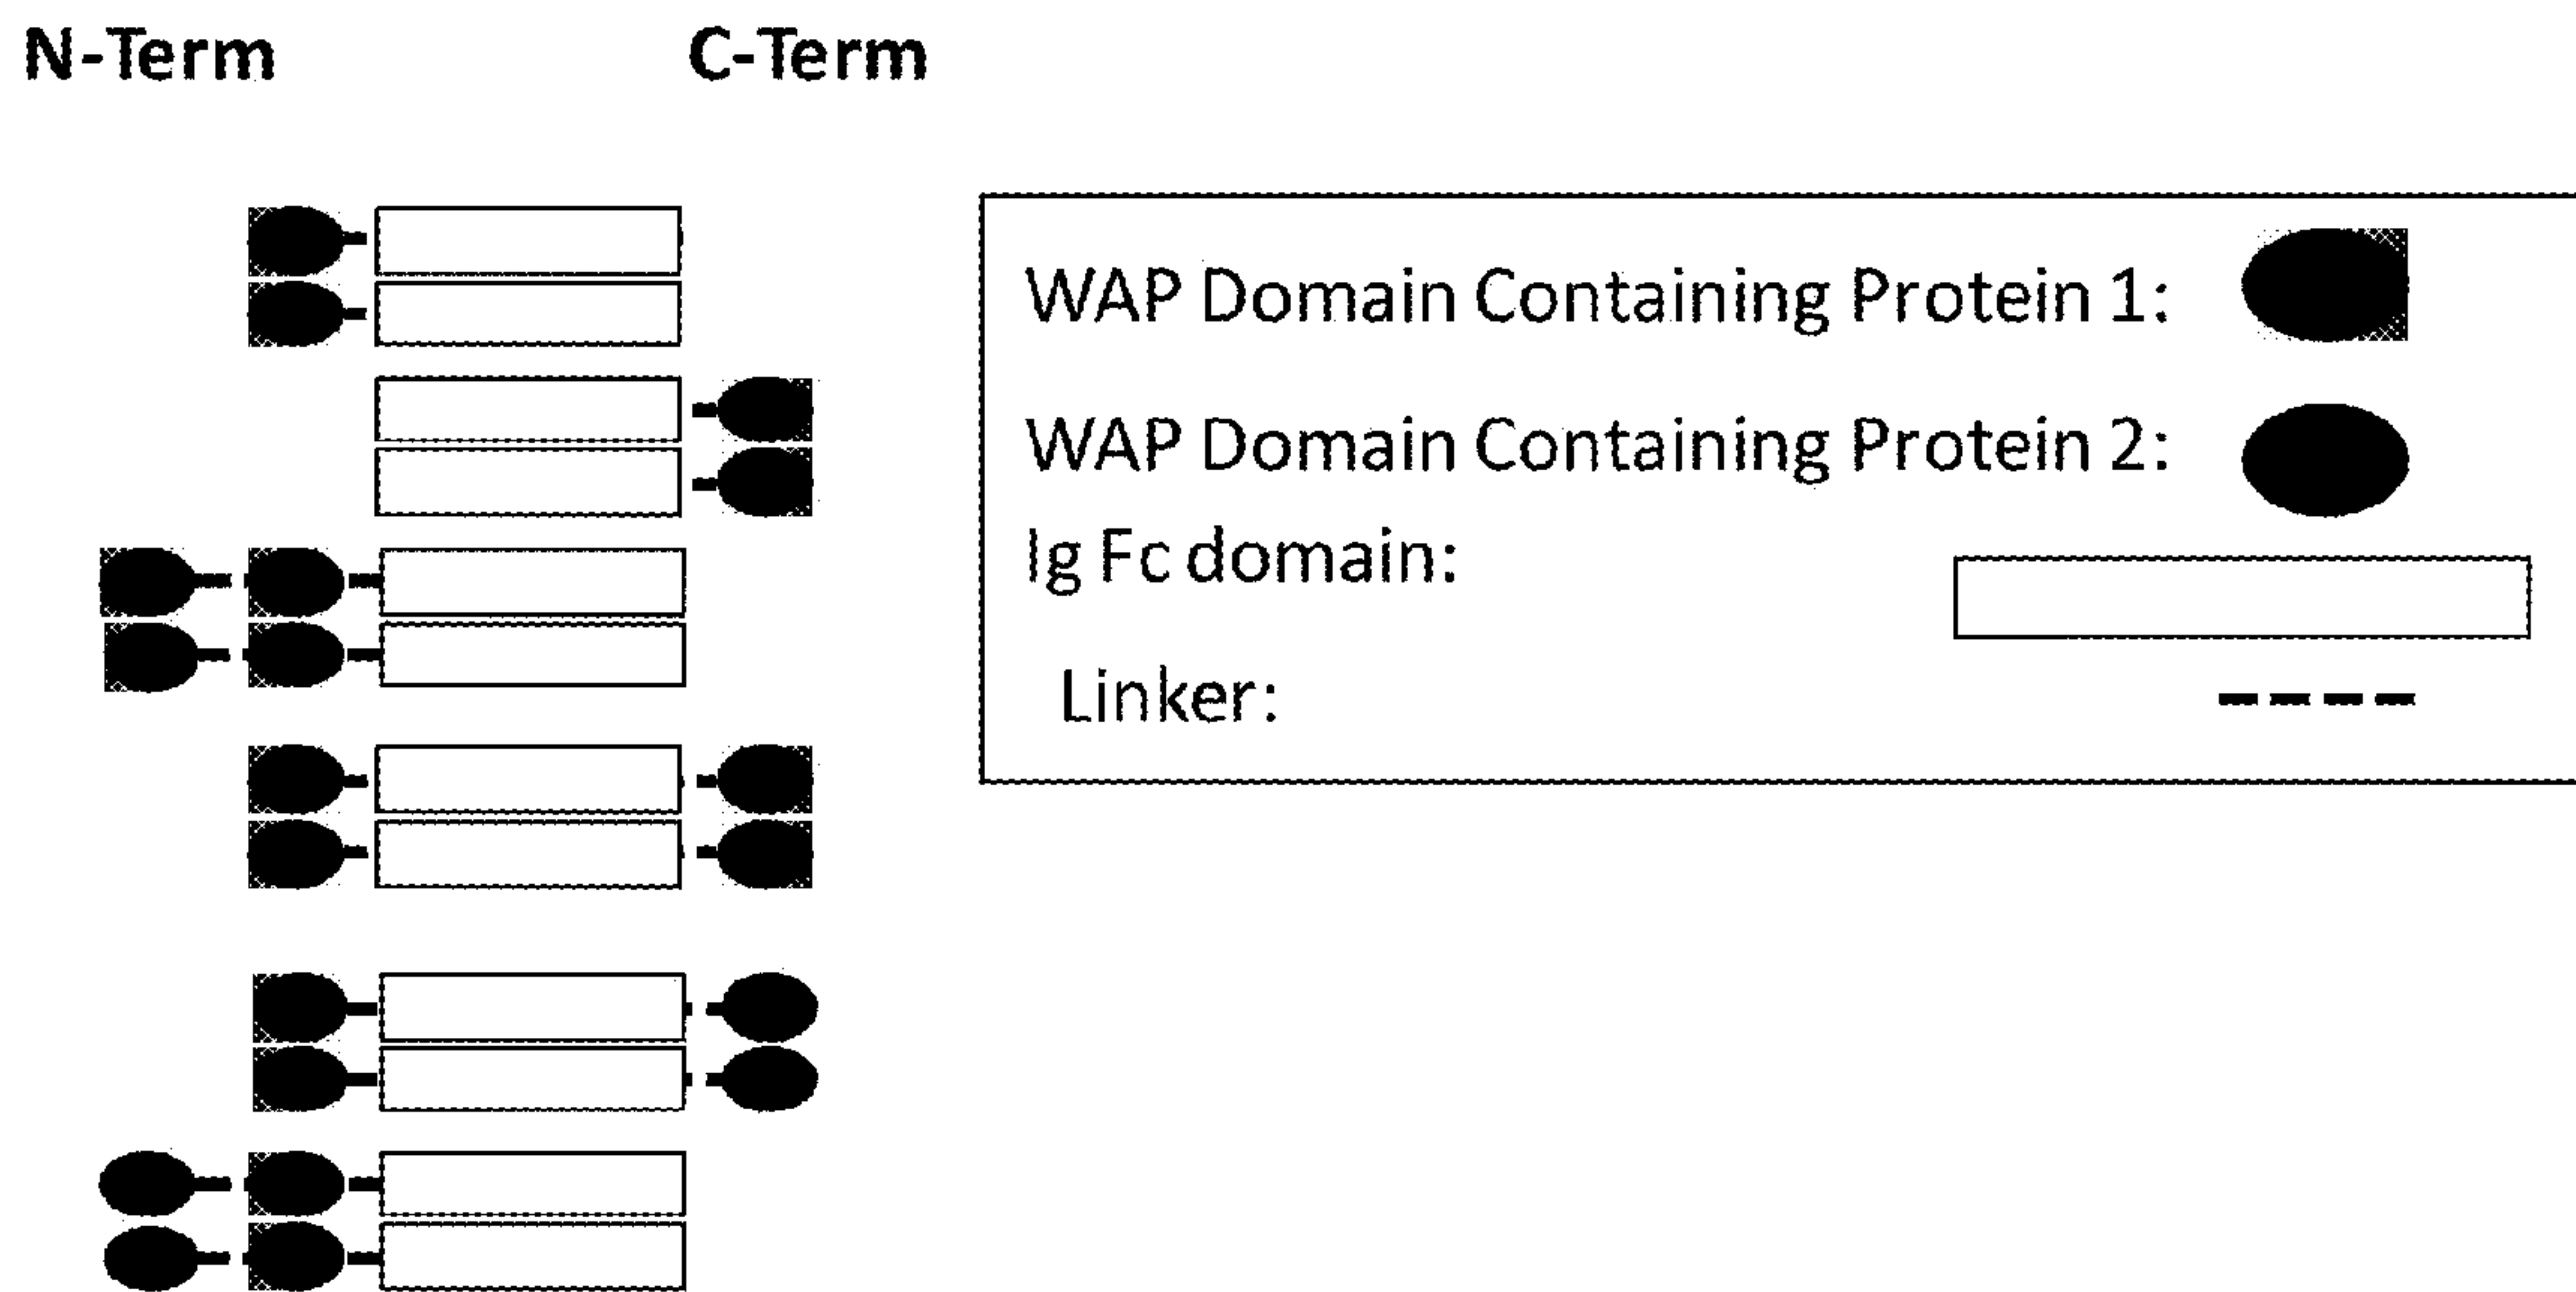 N-Term C-Term
WAP Domain Containing Protein 1:
WAP Domain Containing Protein 2:
Ig Fc domain:
Linker: